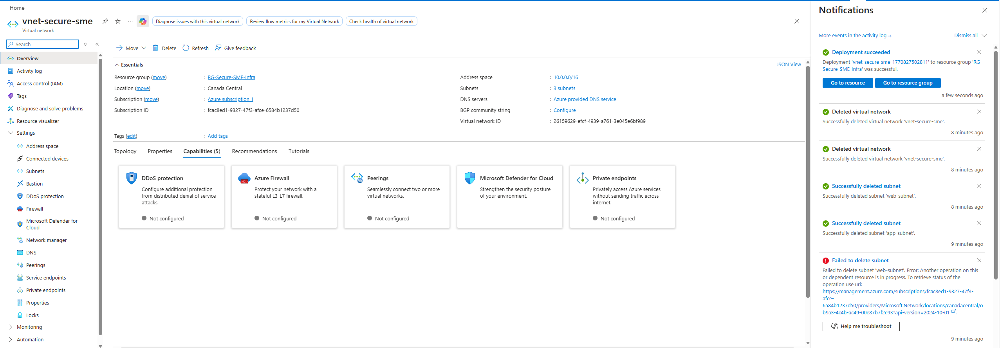 Home
vnet-secure-sme
Virtual network
Diagnose issues with this virtual network
Review flow metrics for my Virtual Network
Check health of virtual network
Search
Overview
Activity log
Access control (IAM)
Tags
Diagnose and solve problems
Resource visualizer
Settings
Address space
Connected devices
Subnets
Bastion
DDoS protection
Firewall
Microsoft Defender for
Cloud
Network manager
DNS
Peerings
Service endpoints
Private endpoints
Properties
Locks
Monitoring
Automation
Move
Delete
Refresh
Give feedback
Essentials
JSON View
Resource group (move) : RG-Secure-SME-Infra
Location (move) : Canada Central
Subscription (move) : Azure subscription 1
Subscription ID : fcac8ed1-9327-47f3-afce-6584b1237d50
Address space : 10.0.0.0/16
Subnets : 3 subnets
DNS servers : Azure provided DNS service
BGP community string : Configure
Virtual network ID : 26159629-efcf-4939-a761-3e045e6bf989
Tags (edit) : Add tags
Topology
Properties
Capabilities (5)
Recommendations
Tutorials
DDoS protection
Configure additional protection
from distributed denial of service
attacks.
Not configured
Azure Firewall
Protect your network with a
stateful L3-L7 firewall.
Not configured
Peerings
Seamlessly connect two or more
virtual networks.
Not configured
Microsoft Defender for Cloud
Strengthen the security posture
of your environment.
Private endpoints
Privately access Azure services
without sending traffic across
internet.
Not configured
Notifications
More events in the activity log →
Dismiss all
Deployment succeeded
Deployment 'vnet-secure-sme-1770827502811' to resource group 'RG-
Secure-SME-Infra' was successful.
Go to resource
Go to resource group
a few seconds ago
Deleted virtual network
Successfully deleted virtual network 'vnet-secure-sme'.
8 minutes ago
Deleted virtual network
Successfully deleted virtual network 'vnet-secure-sme'.
8 minutes ago
Successfully deleted subnet
Successfully deleted subnet 'web-subnet'.
8 minutes ago
Successfully deleted subnet
Successfully deleted subnet 'app-subnet'.
9 minutes ago
Failed to delete subnet
Failed to delete subnet 'web-subnet'. Error: Another operation on this
or dependent resource is in progress. To retrieve status of the
operation use uri:
https://management.azure.com/subscriptions/fcac8ed1-9327-47f3-
afce-
6584b1237d50/providers/Microsoft.Network/locations/canadacentral/o
b9a3-4c4b-ac49-00e87b7f2e93?api-version=2024-10-01.
Help me troubleshoot
9 minutes ago